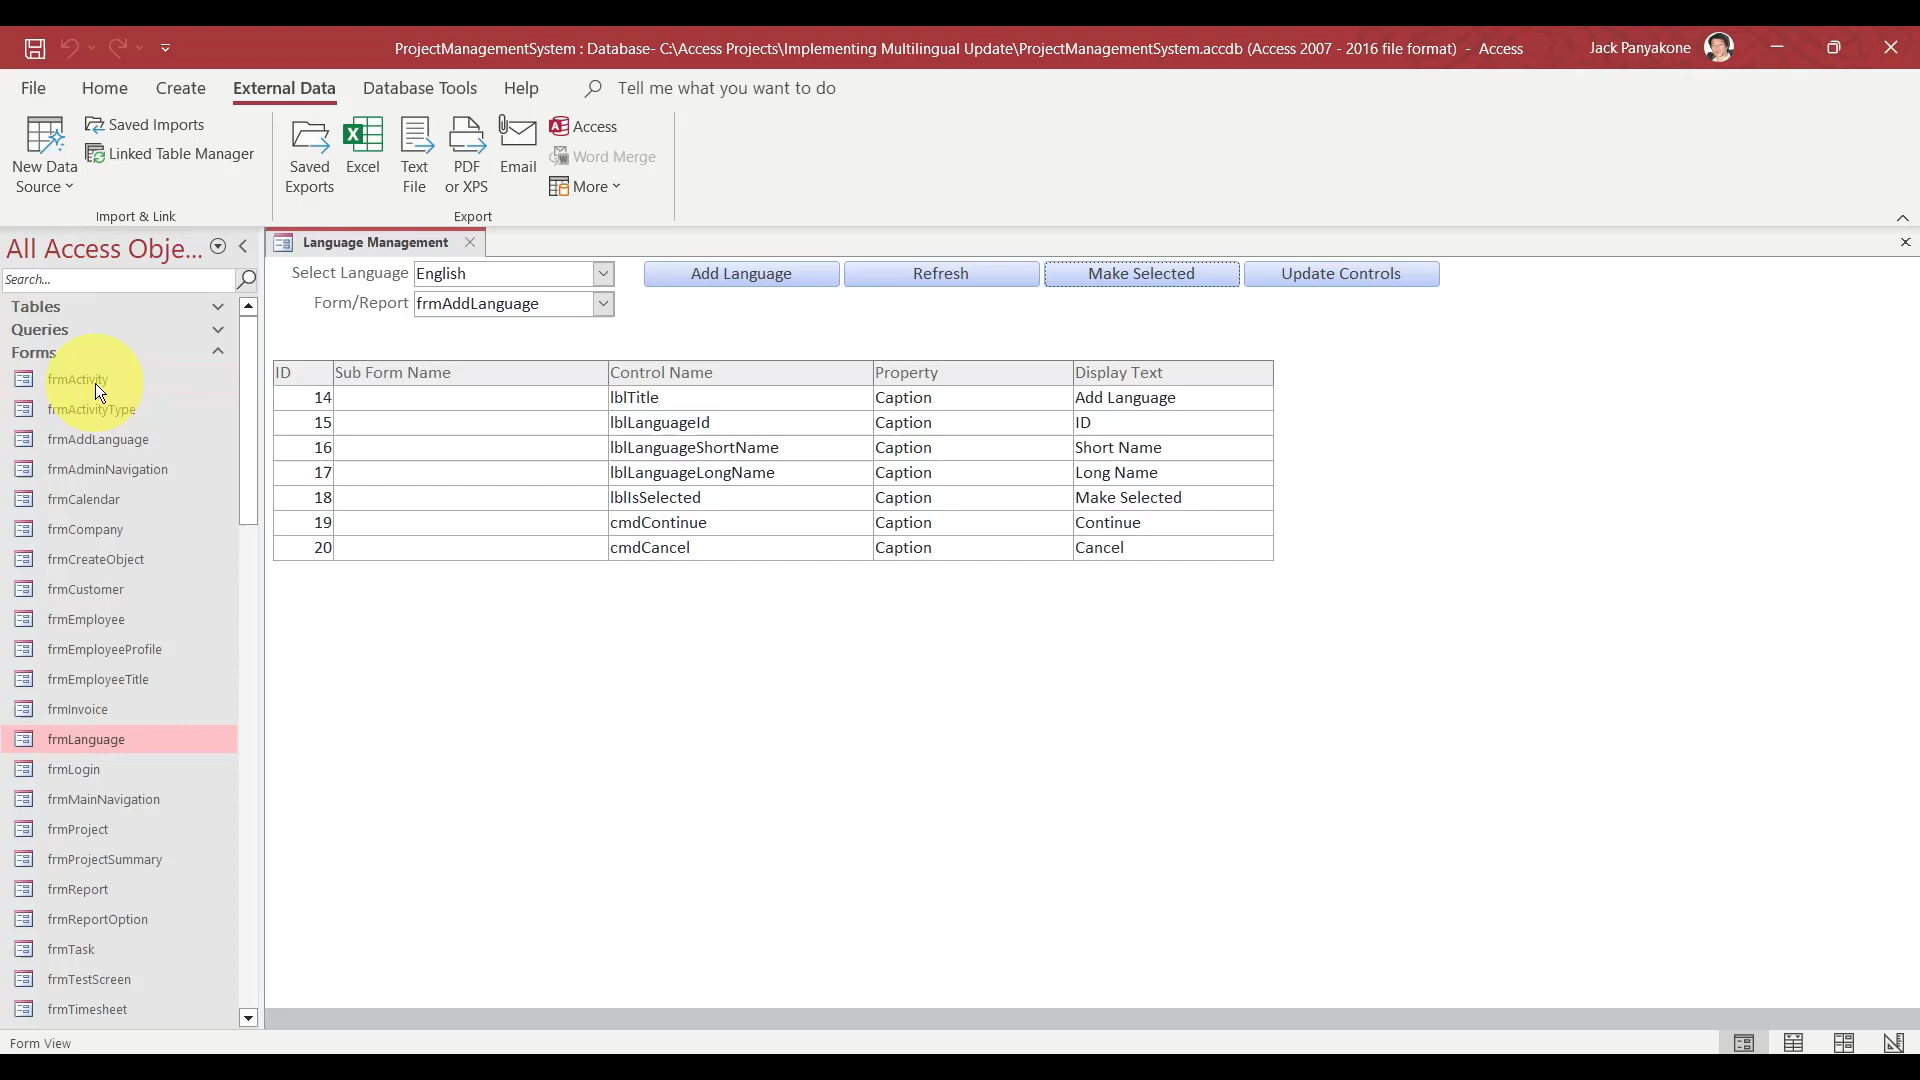 ProjectManagementSystem : Database- C:\Access Projects\Implementing Multilingual Update\ProjectManagementSystem.accdb (Access 2007 - 2016 file format) - Access
Jack Panyakone
File Home Create External Data Database Tools Help Tell me what you want to do
New Data Source
Saved Imports
Linked Table Manager
Import & Link
Saved Exports
Excel
Text File
PDF or XPS
Email
Access
Word Merge
More
Export
All Access Obje...
Search...
Tables
Queries
Forms
frmActivity
frmActivityType
frmAddLanguage
frmAdminNavigation
frmCalendar
frmCompany
frmCreateObject
frmCustomer
frmEmployee
frmEmployeeProfile
frmEmployeeTitle
frmInvoice
frmLanguage
frmLogin
frmMainNavigation
frmProject
frmProjectSummary
frmReport
frmReportOption
frmTask
frmTestScreen
frmTimesheet
Language Management
Select Language English Add Language Refresh Make Selected Update Controls
Form/Report frmAddLanguage
ID Sub Form Name Control Name Property Display Text
14 lblTitle Caption Add Language
15 lblLanguageId Caption ID
16 lblLanguageShortName Caption Short Name
17 lblLanguageLongName Caption Long Name
18 lblIsSelected Caption Make Selected
19 cmdContinue Caption Continue
20 cmdCancel Caption Cancel
Form View